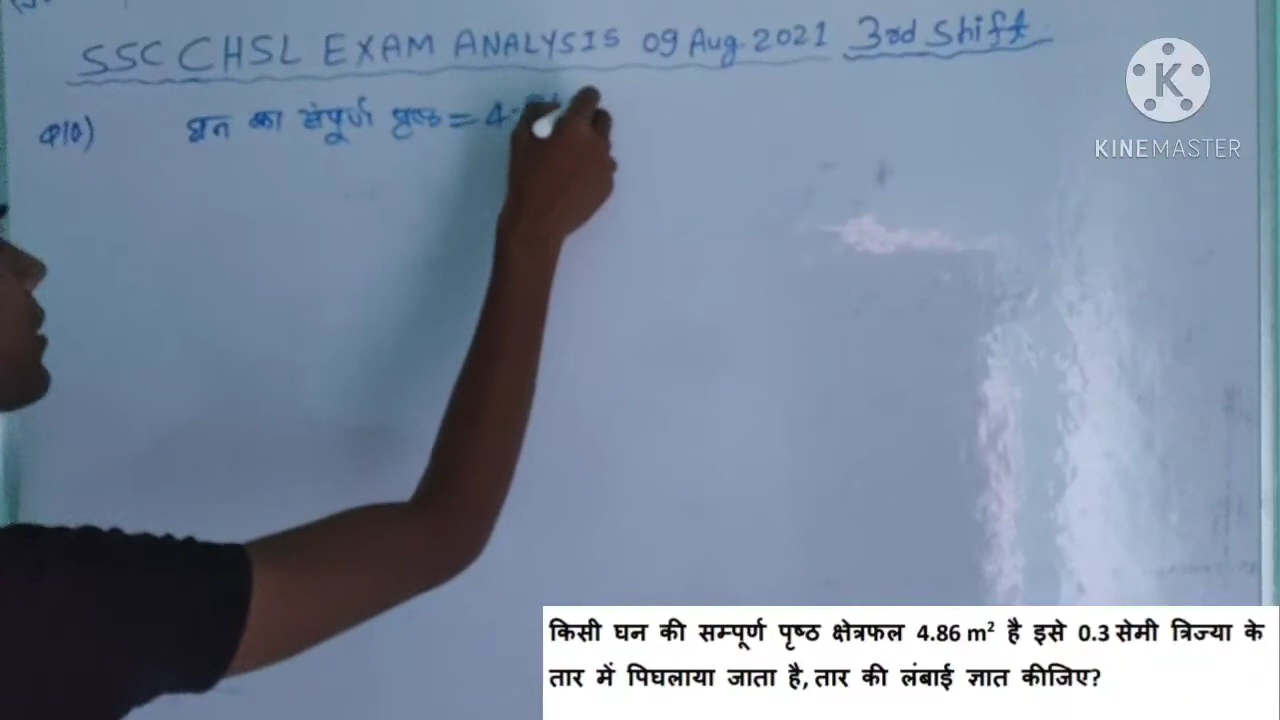 SSC CHSL EXAM ANALYSIS 09 Aug 2021 3rd Shift
KINEMASTER
घन का संपूर्ण पृष्ठ = 4.
किसी घन की सम्पूर्ण पृष्ठ क्षेत्रफल 4.86 m² है इसे 0.3 सेमी त्रिज्या के
तार में पिघलाया जाता है, तार की लंबाई ज्ञात कीजिए?